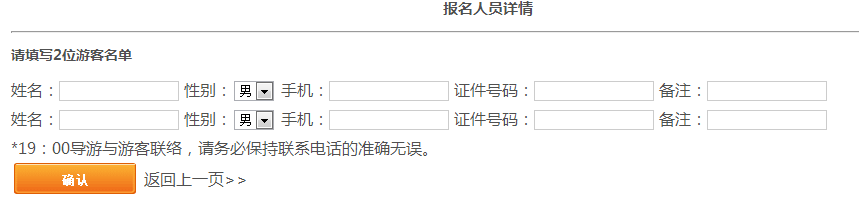 报名人员详情
请填写2位游客名单
姓名： 性别： 男 手机： 证件号码： 备注：
姓名： 性别： 男 手机： 证件号码： 备注：
*19：00导游与游客联络，请务必保持联系电话的准确无误。
确认 返回上一页>>